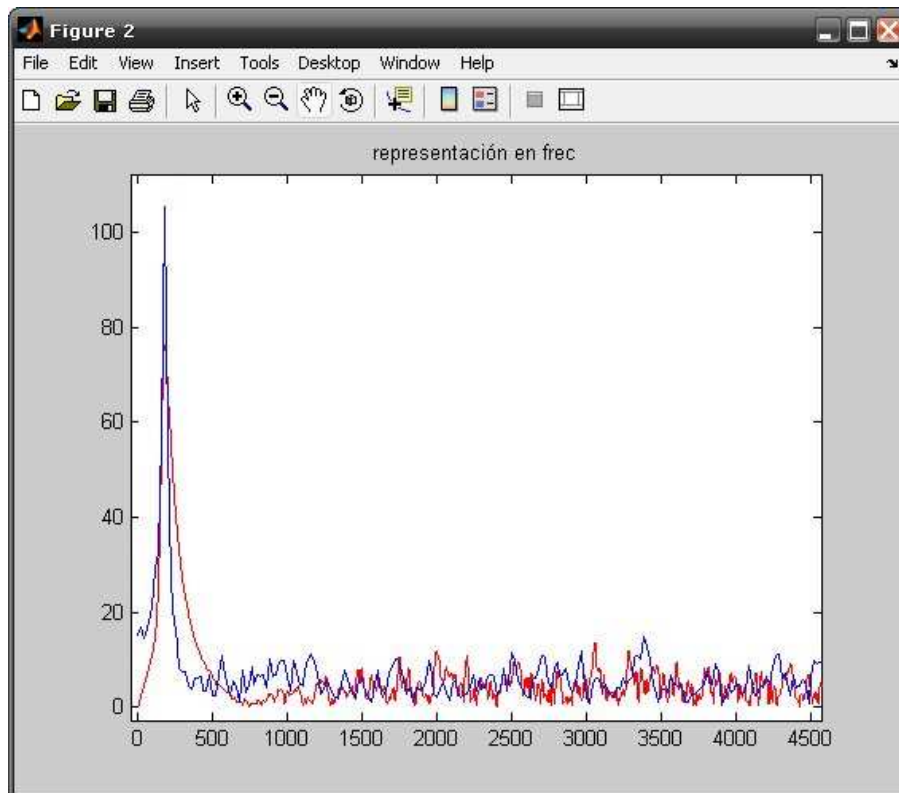 Figure 2
File Edit View Insert Tools Desktop Window Help
representación en frec
100
80
60
40
20
0
0 500 1000 1500 2000 2500 3000 3500 4000 4500